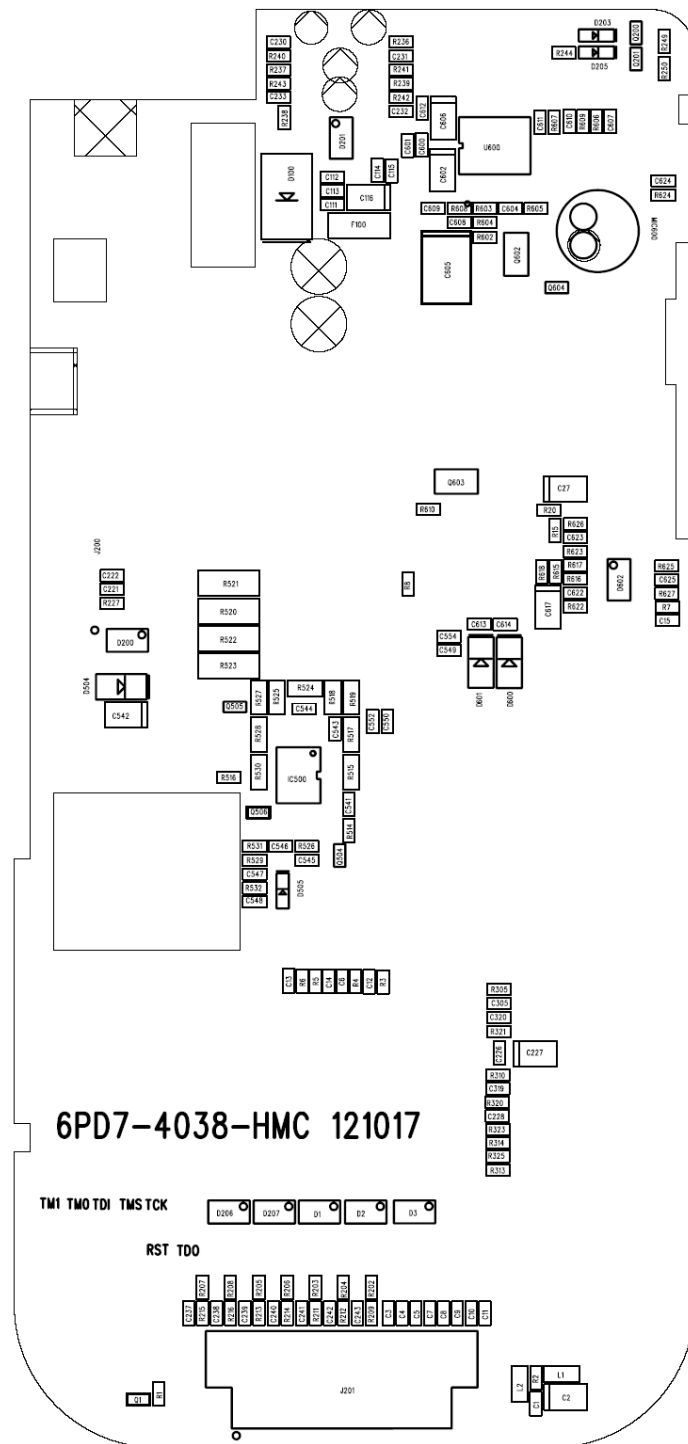 D203
C230
R236
Q200
R249
R240
C231
R244
Q201
R237
R241
D205
R250
R243
R239
C233
R242
C612
C606
R238
C232
C611
R607
C610
R609
R606
C607
D201
U600
C601
C600
D100
C114
C115
C602
C112
C113
C116
C111
C624
R624
C609
R608
R603
C604
R605
F100
C608
R604
MIC600
R602
Q602
C605
Q604
Q603
C27
R610
R20
R15
R626
C623
J200
R623
C222
R521
R8
R618
R615
R617
D602
R625
C221
R616
C625
R227
C622
R627
R520
C617
R622
R7
C15
D200
R522
C613
C614
C554
C549
R523
D504
D601
D600
C542
Q505
R527
R525
R524
R518
R519
C544
C552
C550
R528
C543
R517
R516
R530
IC500
R515
Q506
C541
R514
R531
C546
R526
R529
C545
Q504
C547
R532
D505
C548
C13
R6
R5
C14
C6
R4
C12
R3
R305
C305
C320
R321
C226
C227
R310
C319
R320
C228
R323
R314
R325
R313
6PD7-4038-HMC 121017
TM1 TM0 TDI TMS TCK
D206
D207
D1
D2
D3
RST TDO
R207
R208
R205
R206
R203
R204
R202
C237
R215
C238
R216
C239
R213
C240
R214
C241
R211
C242
R212
C243
R209
C3
C4
C5
C7
C8
C9
C10
C11
J201
Q1
R1
L2
R2
L1
C1
C2